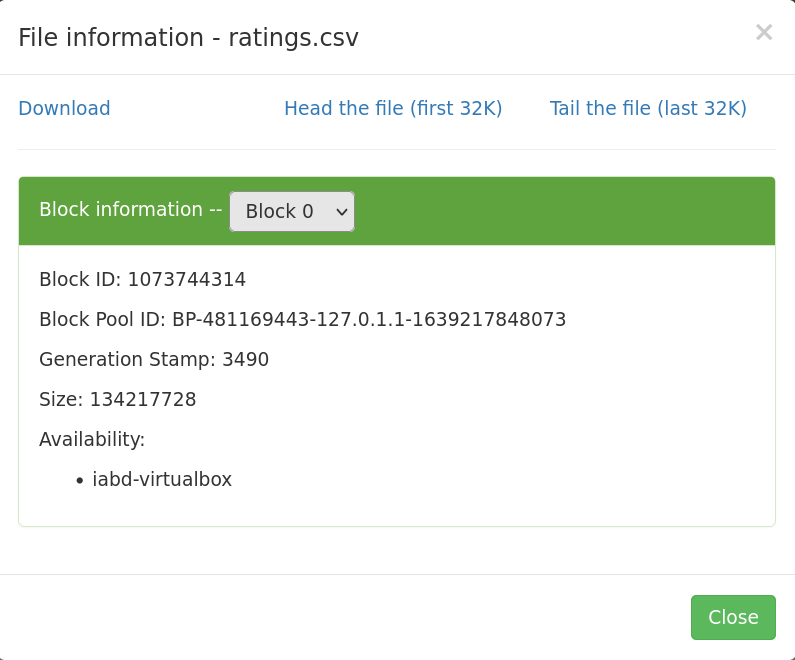 File information - ratings.csv
×
Download Head the file (first 32K) Tail the file (last 32K)
Block information -- Block 0
Block ID: 1073744314
Block Pool ID: BP-481169443-127.0.1.1-1639217848073
Generation Stamp: 3490
Size: 134217728
Availability:
• iabd-virtualbox
Close